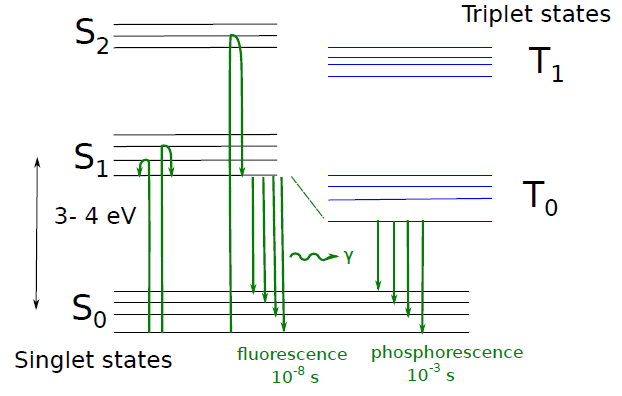 Triplet states
S2
T1
S1
T0
3- 4 eV
γ
S0
Singlet states
fluorescence
10-8 s
phosphorescence
10-3 s